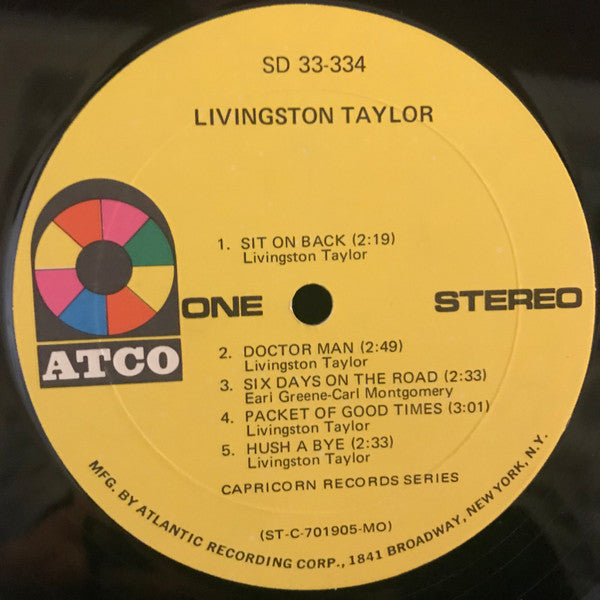 SD 33-334
LIVINGSTON TAYLOR
1. SIT ON BACK (2:19)
Livingston Taylor
ONE
STEREO
ATCO
2. DOCTOR MAN (2:49)
Livingston Taylor
3. SIX DAYS ON THE ROAD (2:33)
Earl Greene-Carl Montgomery
4. PACKET OF GOOD TIMES (3:01)
Livingston Taylor
5. HUSH A BYE (2:33)
Livingston Taylor
CAPRICORN RECORDS SERIES
(ST-C-701905-MO)
MFG. BY ATLANTIC RECORDING CORP., 1841 BROADWAY, NEW YORK, N.Y.